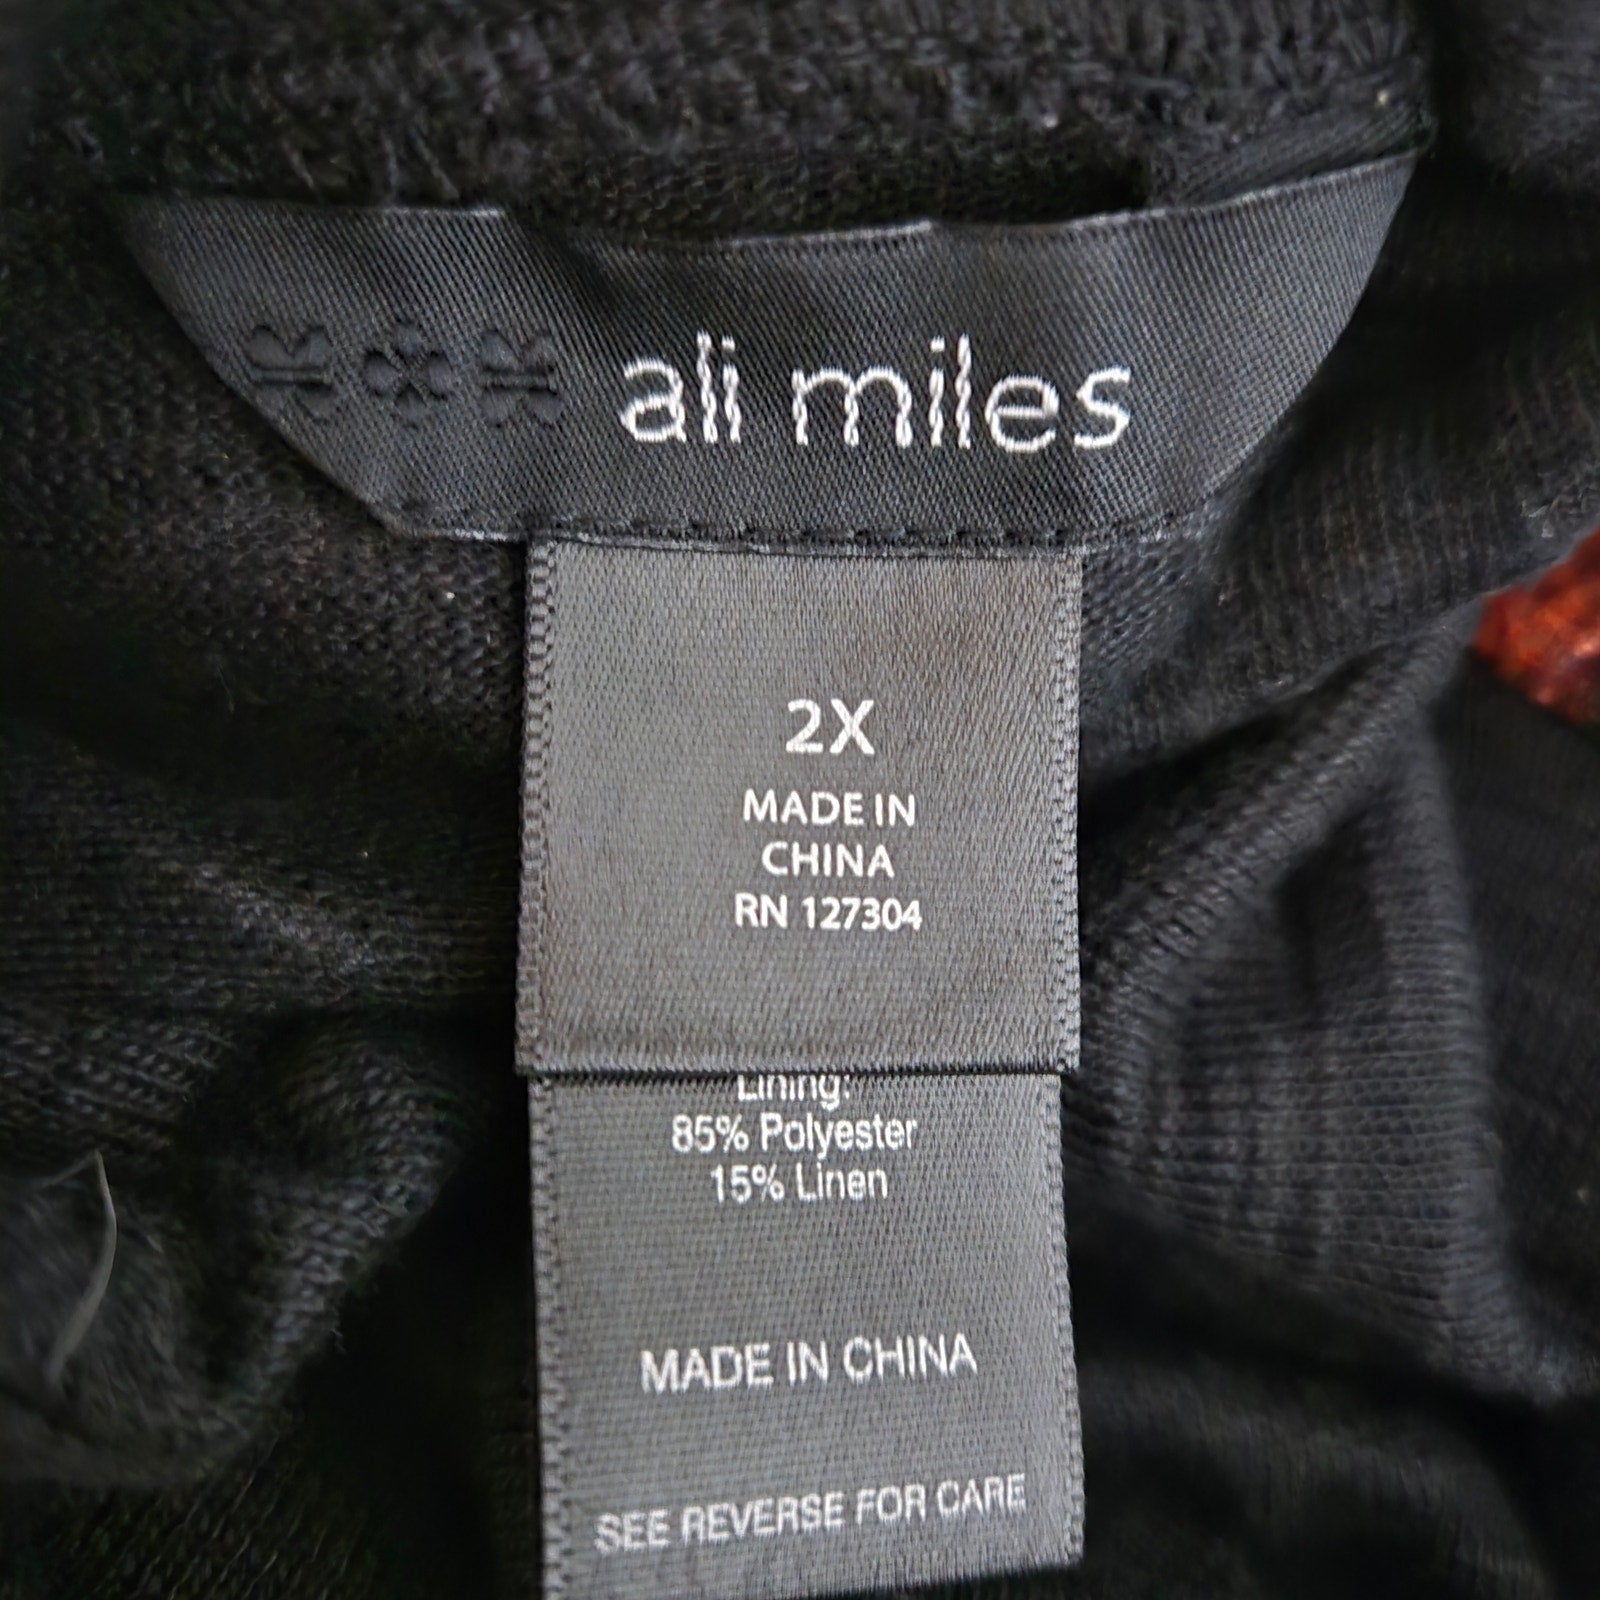 ali miles
2X
MADE IN
CHINA
RN 127304
Lining:
85% Polyester
15% Linen
MADE IN CHINA
SEE REVERSE FOR CARE